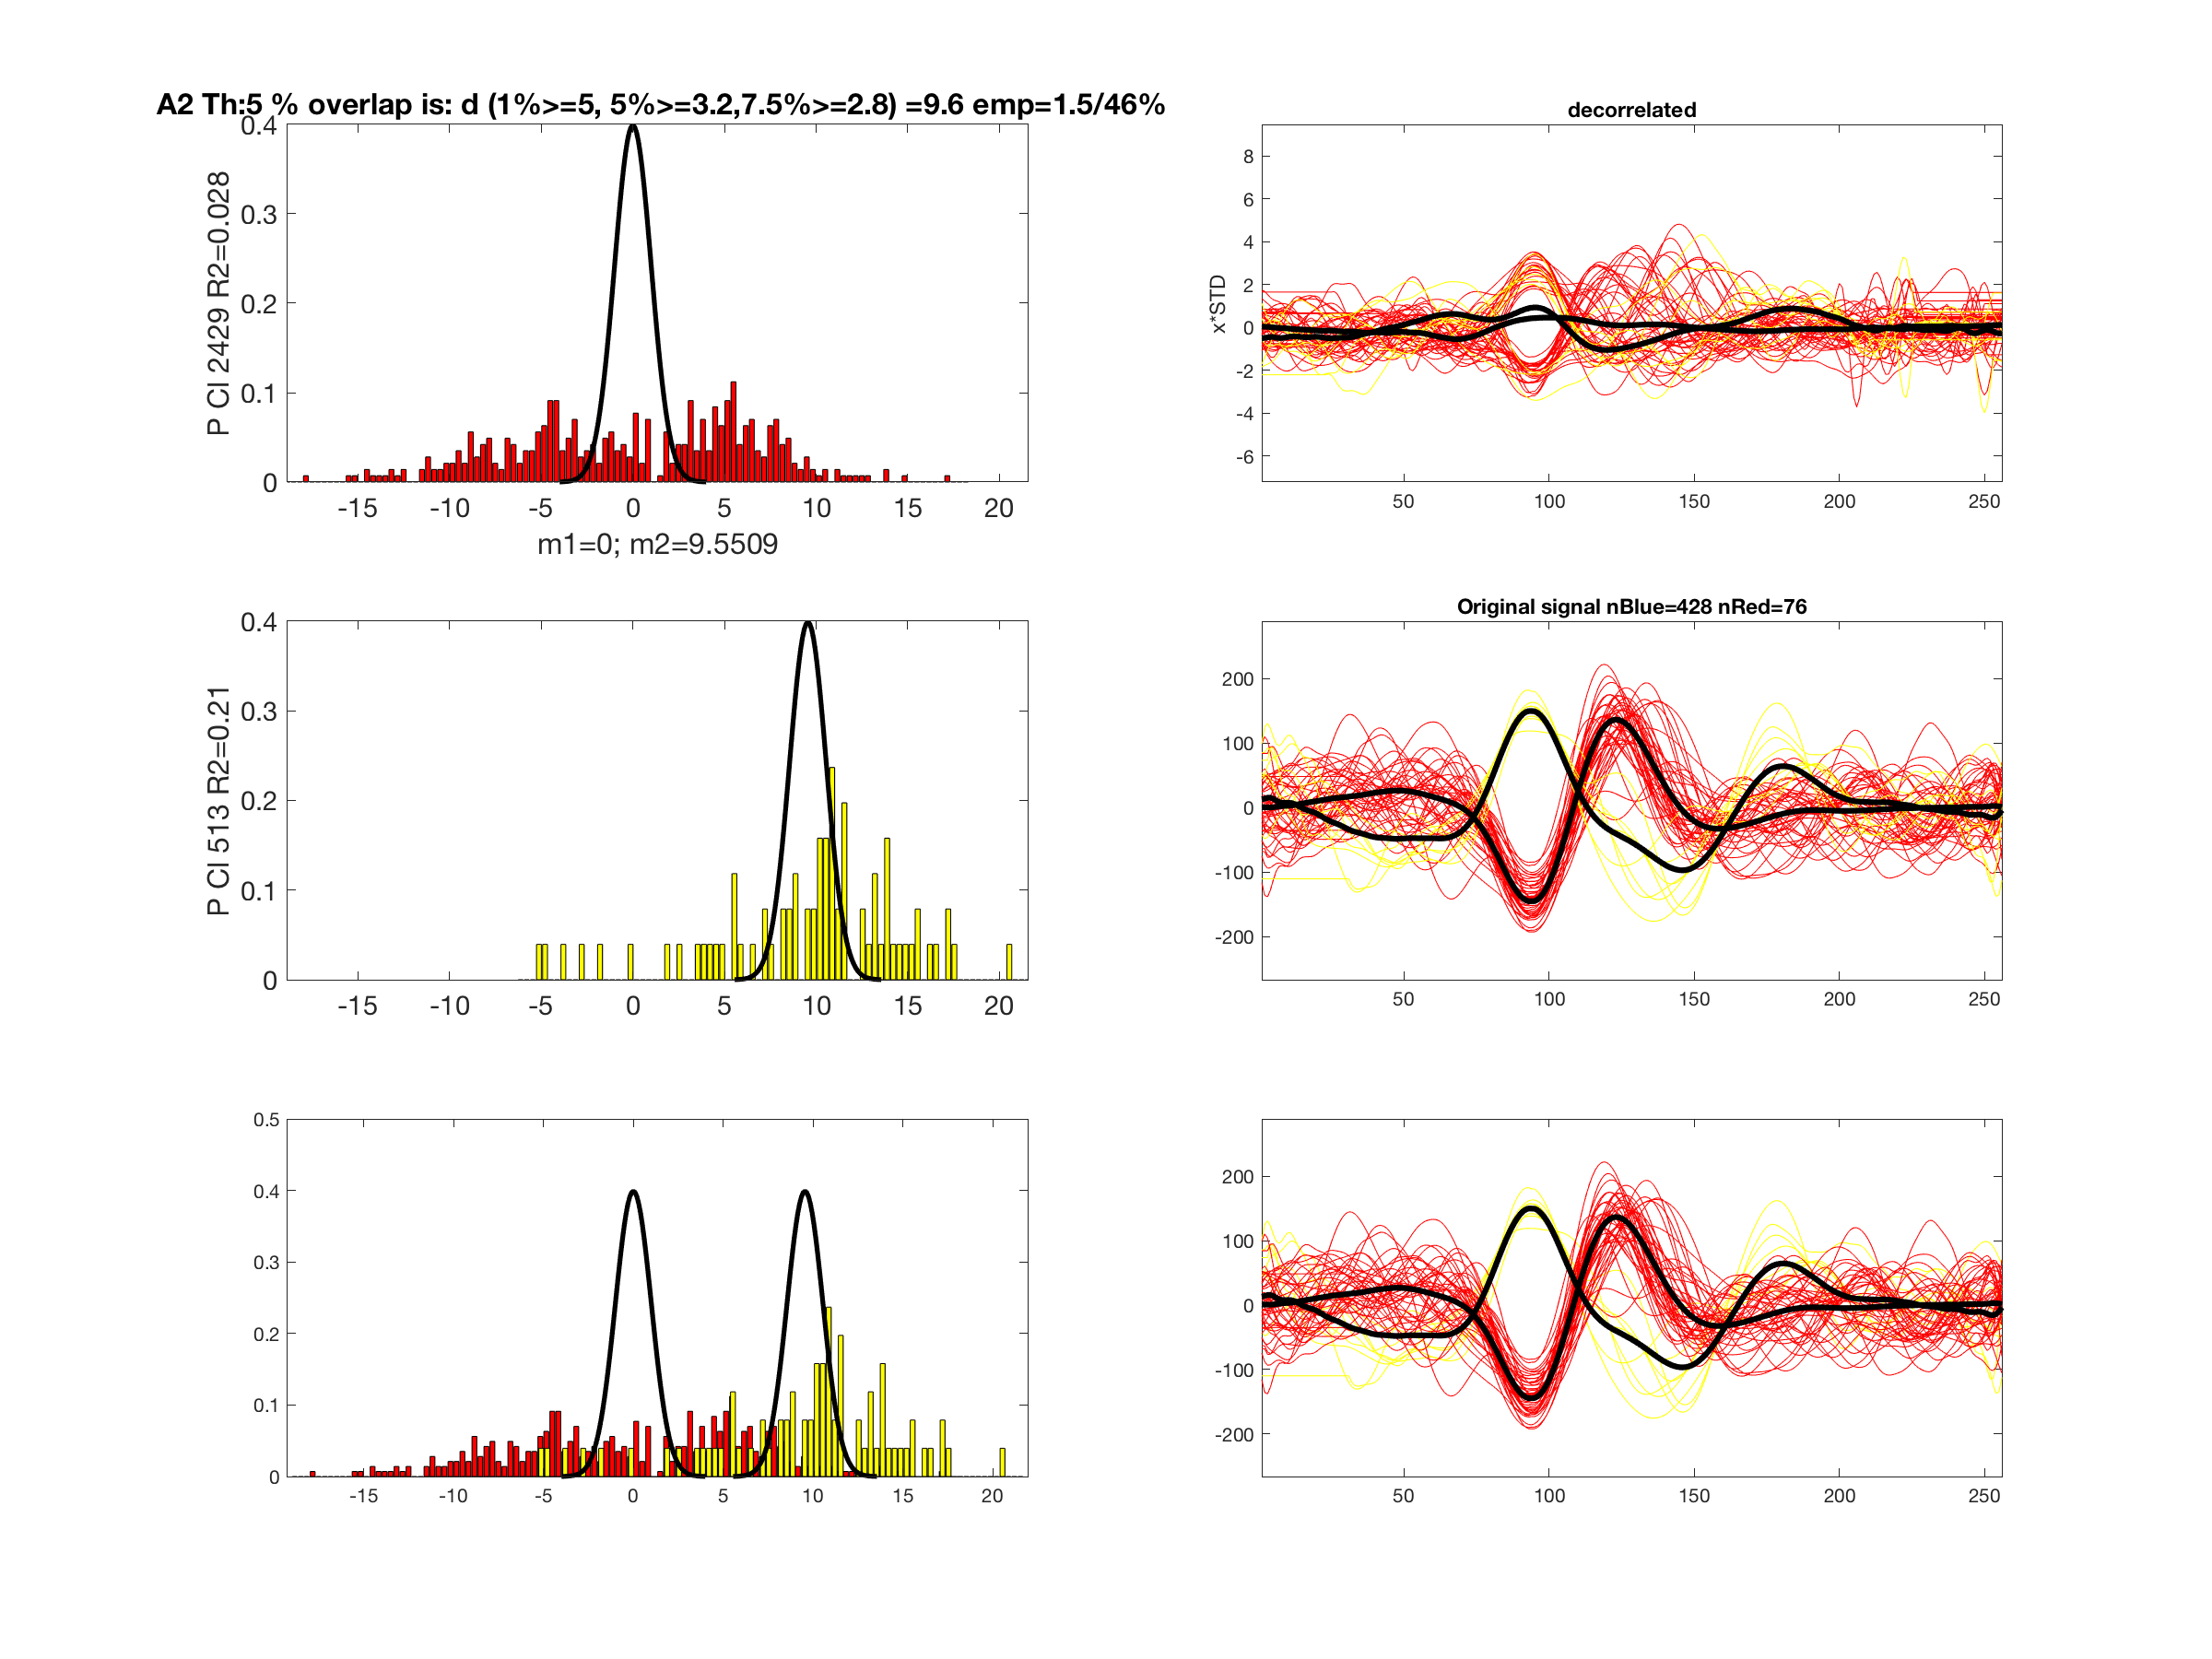 A2 Th:5 % overlap is: d (1%>=5, 5%>=3.2,7.5%>=2.8) =9.6 emp=1.5/46%
0.4
0.3
0.2
0.1
0
P Cl 2429 R2=0.028
-15 -10 -5 0 5 10 15 20
m1=0; m2=9.5509
decorrelated
8
6
4
2
0
-2
-4
-6
x*STD
50 100 150 200 250
0.4
0.3
0.2
0.1
0
P Cl 513 R2=0.21
-15 -10 -5 0 5 10 15 20
Original signal nBlue=428 nRed=76
200
100
0
-100
-200
50 100 150 200 250
0.5
0.4
0.3
0.2
0.1
0
-15 -10 -5 0 5 10 15 20
200
100
0
-100
-200
50 100 150 200 250